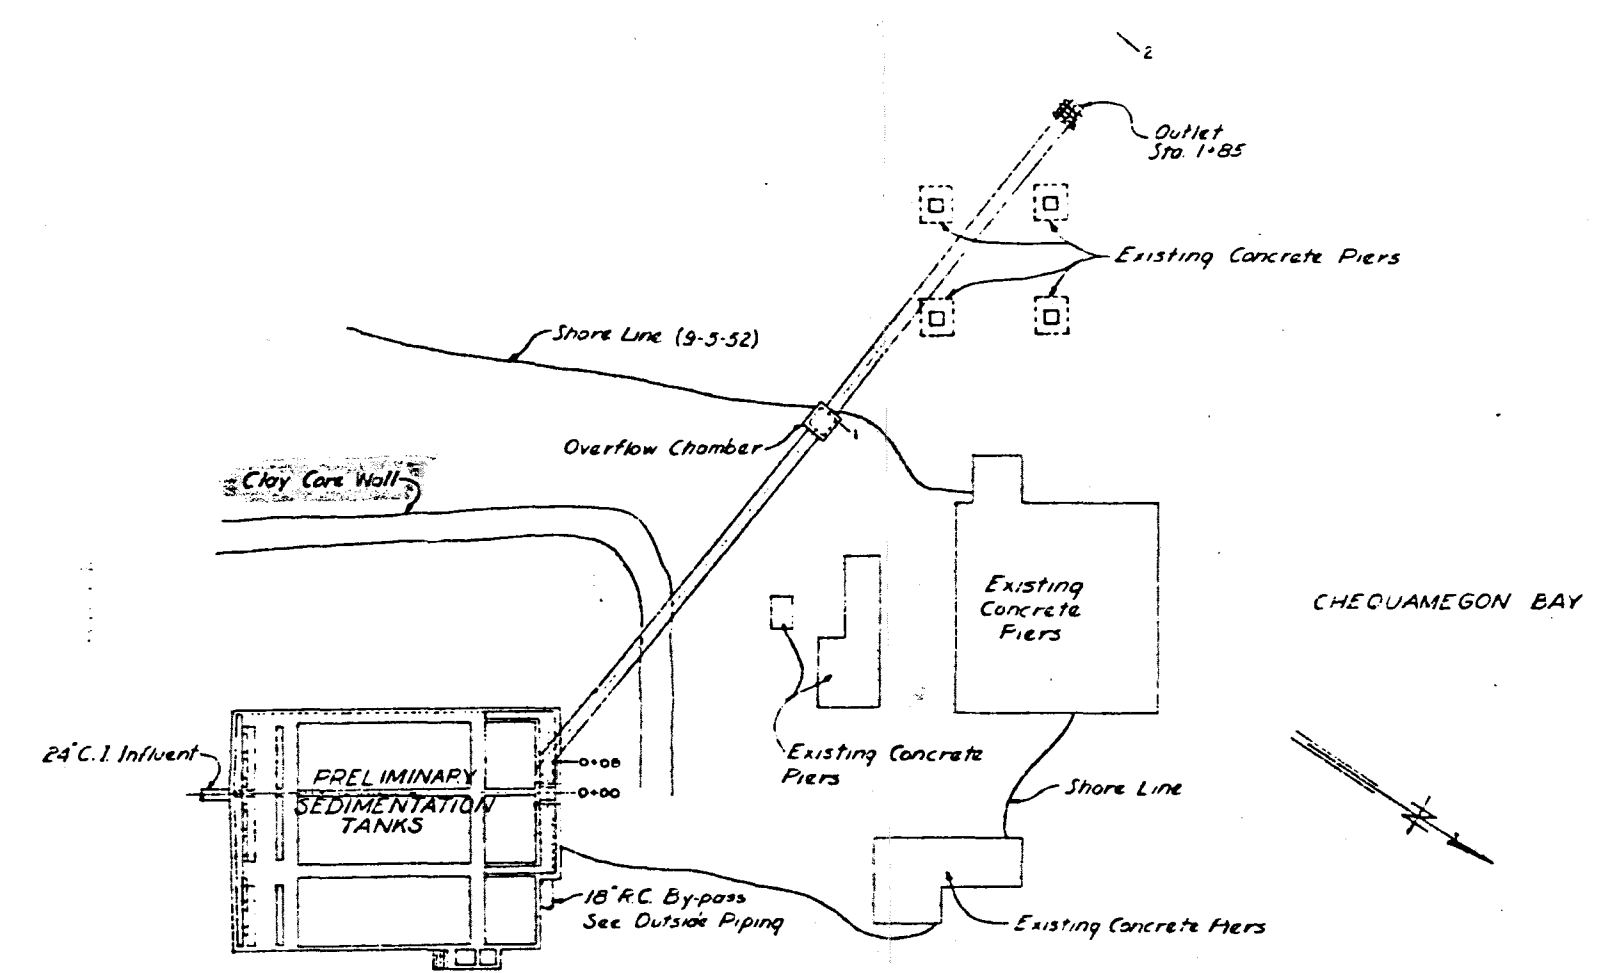 2
Outlet
Sta. 1+85
Existing Concrete Piers
Shore Line (9-5-52)
Overflow Chamber
1
Clay Core Wall
Existing
Concrete
Piers
CHEQUAMEGON BAY
24" C.I. Influent
PRELIMINARY
SEDIMENTATION
TANKS
0+08
0+00
Existing Concrete
Piers
Shore Line
N
18" R.C. By-pass
See Outside Piping
Existing Concrete Piers